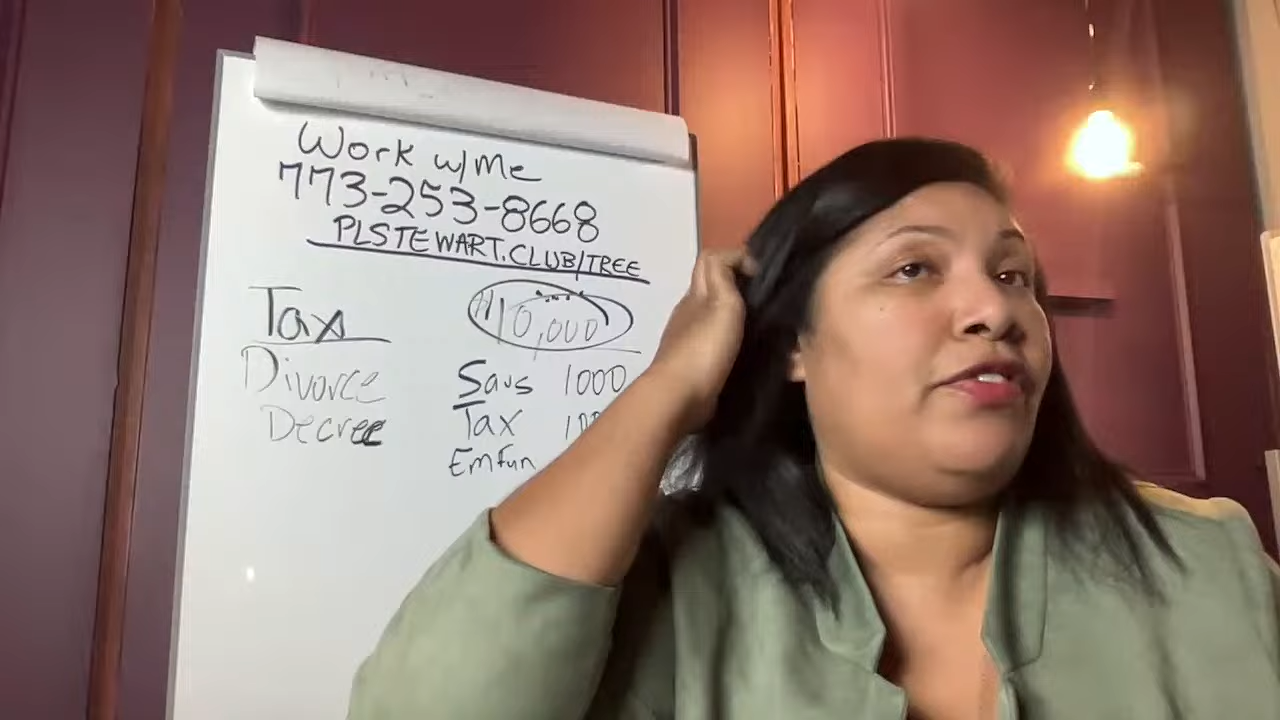 Work w/Me
773-253-8668
PLSTEWART.CLUB/TREE
Tax
Divorce
Decree
$10,000
Savs 1000
Tax
Emfun